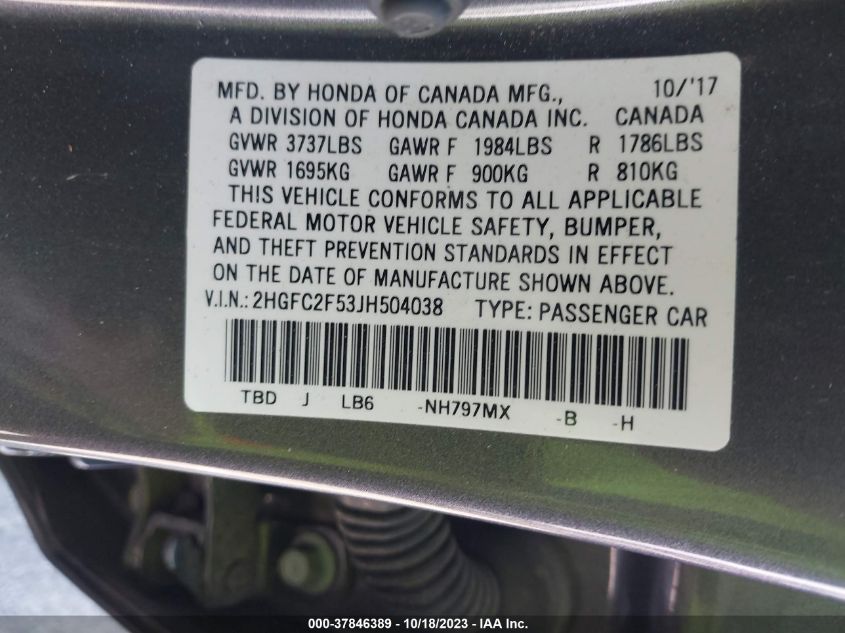 MFD. BY HONDA OF CANADA MFG., 10/'17
A DIVISION OF HONDA CANADA INC. CANADA
GVWR 3737LBS GAWR F 1984LBS R 1786LBS
GVWR 1695KG GAWR F 900KG R 810KG
THIS VEHICLE CONFORMS TO ALL APPLICABLE
FEDERAL MOTOR VEHICLE SAFETY, BUMPER,
AND THEFT PREVENTION STANDARDS IN EFFECT
ON THE DATE OF MANUFACTURE SHOWN ABOVE.
V.I.N.: 2HGFC2F53JH504038 TYPE: PASSENGER CAR
TBD J LB6 -NH797MX -B -H
000-37846389 - 10/18/2023 - IAA Inc.